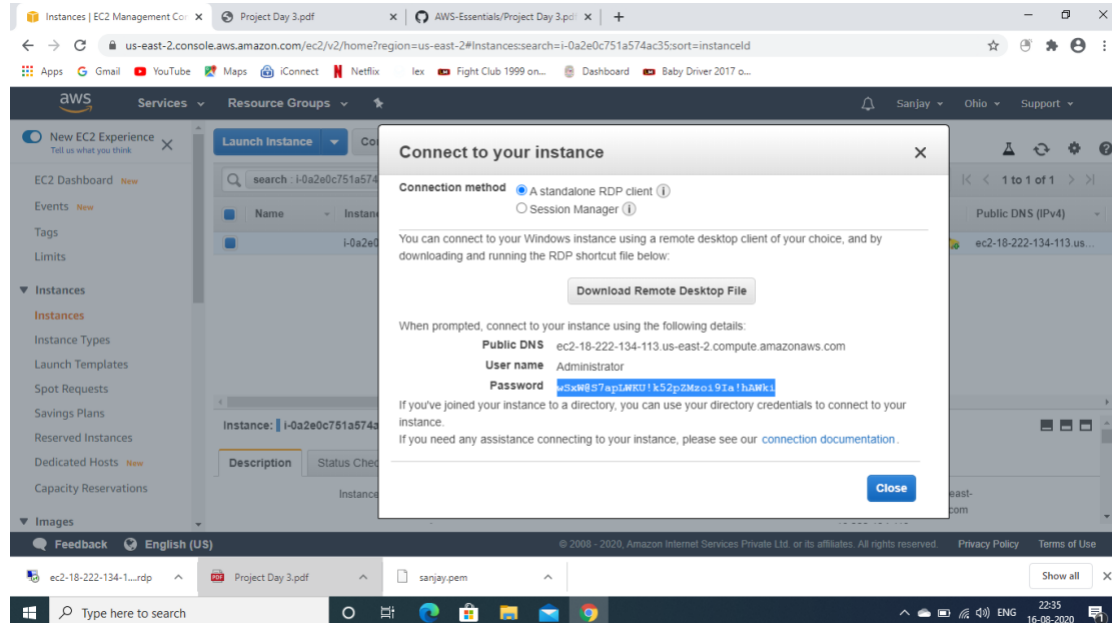 Instances | EC2 Management Con
Project Day 3.pdf
AWS-Essentials/Project Day 3.pdf
us-east-2.console.aws.amazon.com/ec2/v2/home?region=us-east-2#Instances:search=i-0a2e0c751a574ac35;sort=instanceId
Apps Gmail YouTube Maps iConnect Netflix lex Fight Club 1999 on... Dashboard Baby Driver 2017 o...
aws Services Resource Groups Sanjay Ohio Support
New EC2 Experience
Tell us what you think
EC2 Dashboard New
Events New
Tags
Limits
Instances
Instances
Instance Types
Launch Templates
Spot Requests
Savings Plans
Reserved Instances
Dedicated Hosts New
Capacity Reservations
Images
Launch Instance
search : i-0a2e0c751a574
1 to 1 of 1
Name Instan
Public DNS (IPv4)
i-0a2e0
ec2-18-222-134-113.us...
Connect to your instance
Connection method A standalone RDP client
Session Manager
You can connect to your Windows instance using a remote desktop client of your choice, and by
downloading and running the RDP shortcut file below:
Download Remote Desktop File
When prompted, connect to your instance using the following details:
Public DNS ec2-18-222-134-113.us-east-2.compute.amazonaws.com
User name Administrator
Password wSxW@S7apLWKU!k52pZMzoi9Ia!hAWki
If you've joined your instance to a directory, you can use your directory credentials to connect to your
instance.
If you need any assistance connecting to your instance, please see our connection documentation.
Close
Instance: i-0a2e0c751a574a
Description Status Chec
Instance
east-
com
Feedback English (US)
© 2008 - 2020, Amazon Internet Services Private Ltd. or its affiliates. All rights reserved. Privacy Policy Terms of Use
ec2-18-222-134-1....rdp
Project Day 3.pdf
sanjay.pem
Show all
Type here to search
ENG
22:35
16-08-2020